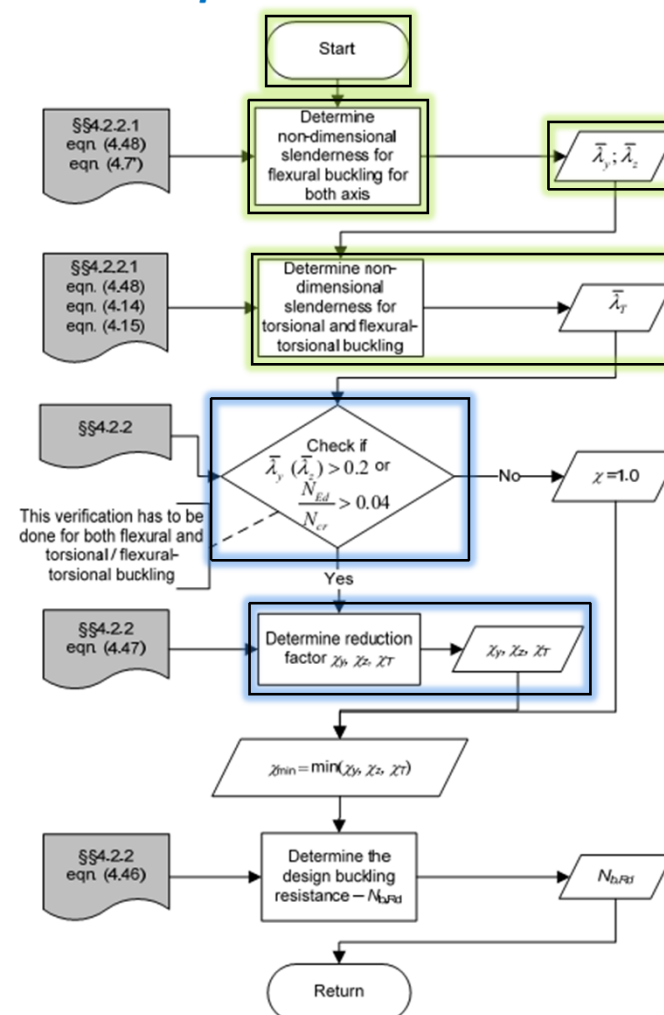 Start
§§4.2.2.1
eqn. (4.48)
eqn. (4.7')
Determine
non-dimensional
slenderness for
flexural buckling for
both axis
λ̅y; λ̅z
§§4.2.2.1
eqn. (4.48)
eqn. (4.14)
eqn. (4.15)
Determine non-
dimensional
slenderness for
torsional and flexural-
torsional buckling
λ̅T
§§4.2.2
Check if
λ̅y (λ̅z) > 0.2 or
NEd
Ncr
> 0.04
No
χ=1.0
This verification has to be
done for both flexural and
torsional / flexural-
torsional buckling
Yes
§§4.2.2
eqn. (4.47)
Determine reduction
factor χy, χz, χT
χy, χz, χT
χmin = min(χy, χz, χT)
§§4.2.2
eqn. (4.46)
Determine the
design buckling
resistance – Nb,Rd
Nb,Rd
Return